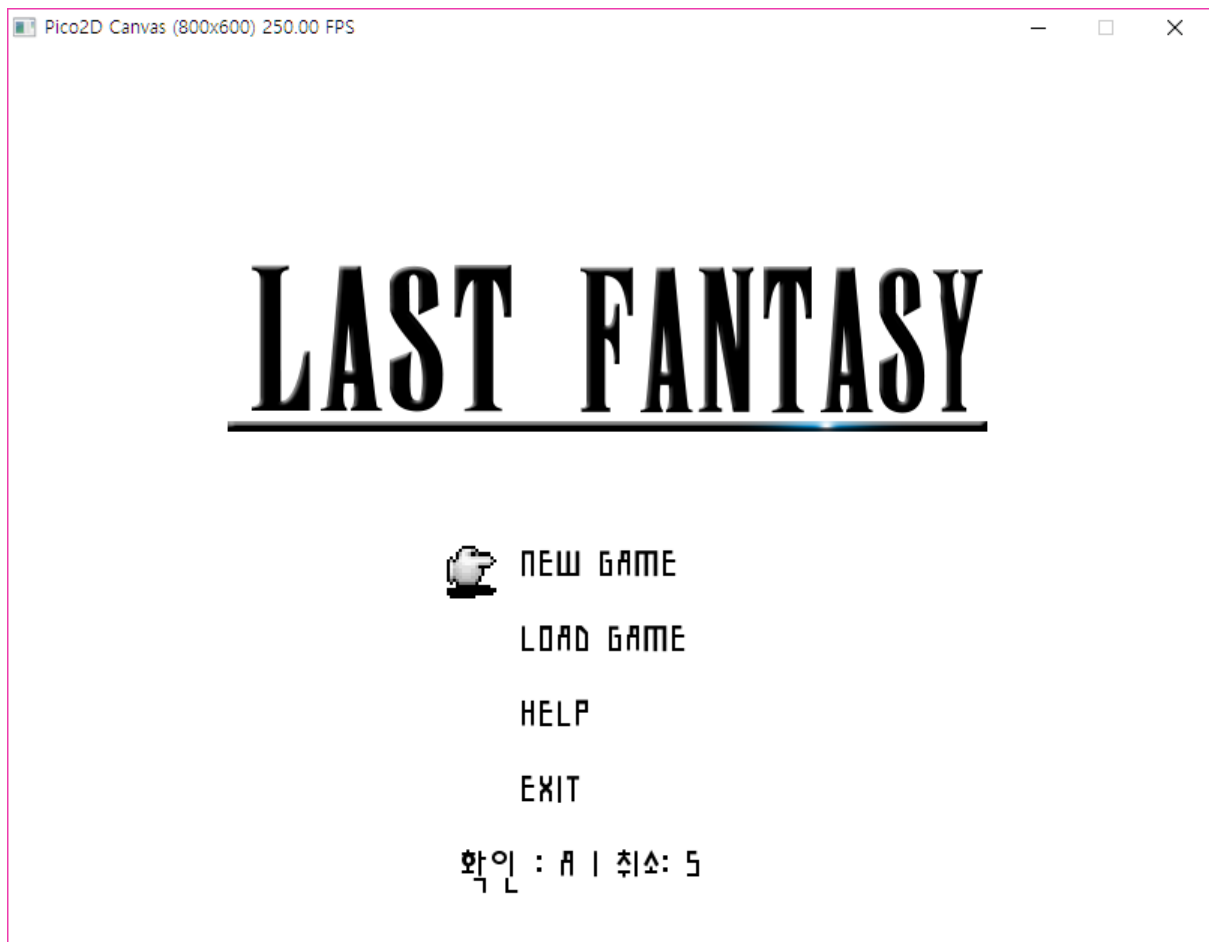 Pico2D Canvas (800x600) 250.00 FPS
LAST FANTASY
NEW GAME
LOAD GAME
HELP
EXIT
확인 : A | 취소: S